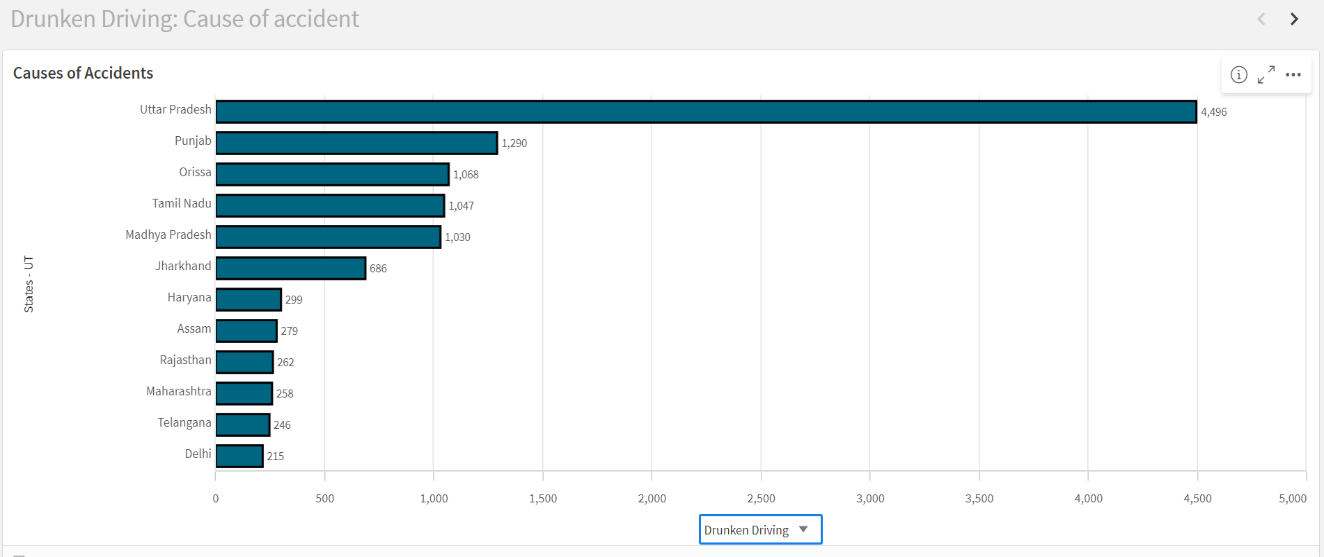 Drunken Driving: Cause of accident
Causes of Accidents
States - UT
Uttar Pradesh 4,496
Punjab 1,290
Orissa 1,068
Tamil Nadu 1,047
Madhya Pradesh 1,030
Jharkhand 686
Haryana 299
Assam 279
Rajasthan 262
Maharashtra 258
Telangana 246
Delhi 215
0 500 1,000 1,500 2,000 2,500 3,000 3,500 4,000 4,500 5,000
Drunken Driving